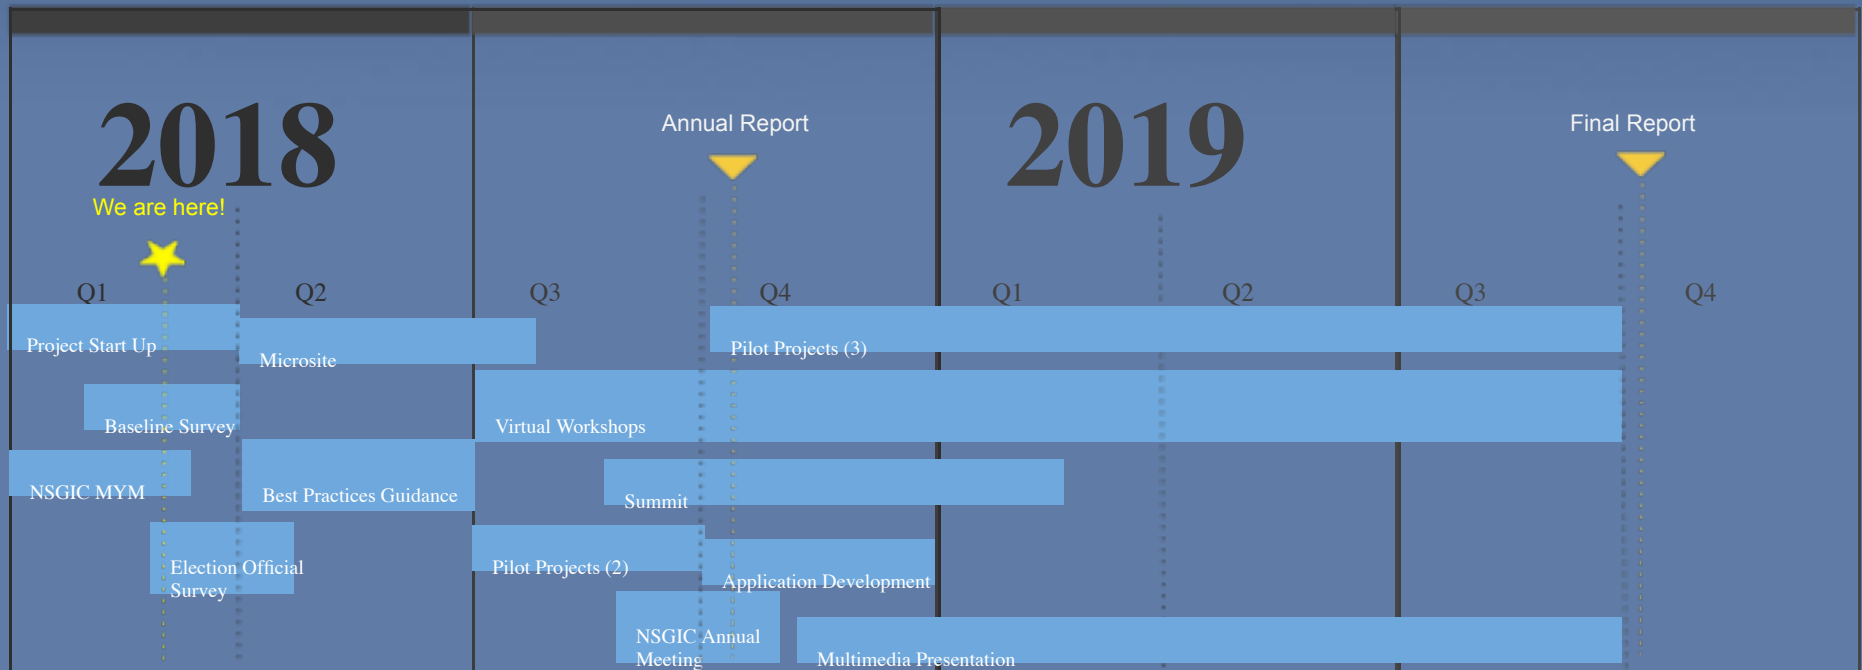 2018
Annual Report
2019
Final Report
We are here!
Q1
Q2
Q3
Q4
Q1
Q2
Q3
Q4
Project Start Up
Microsite
Pilot Projects (3)
Baseline Survey
Virtual Workshops
NSGIC MYM
Best Practices Guidance
Summit
Election Official
Survey
Pilot Projects (2)
Application Development
NSGIC Annual
Meeting
Multimedia Presentation